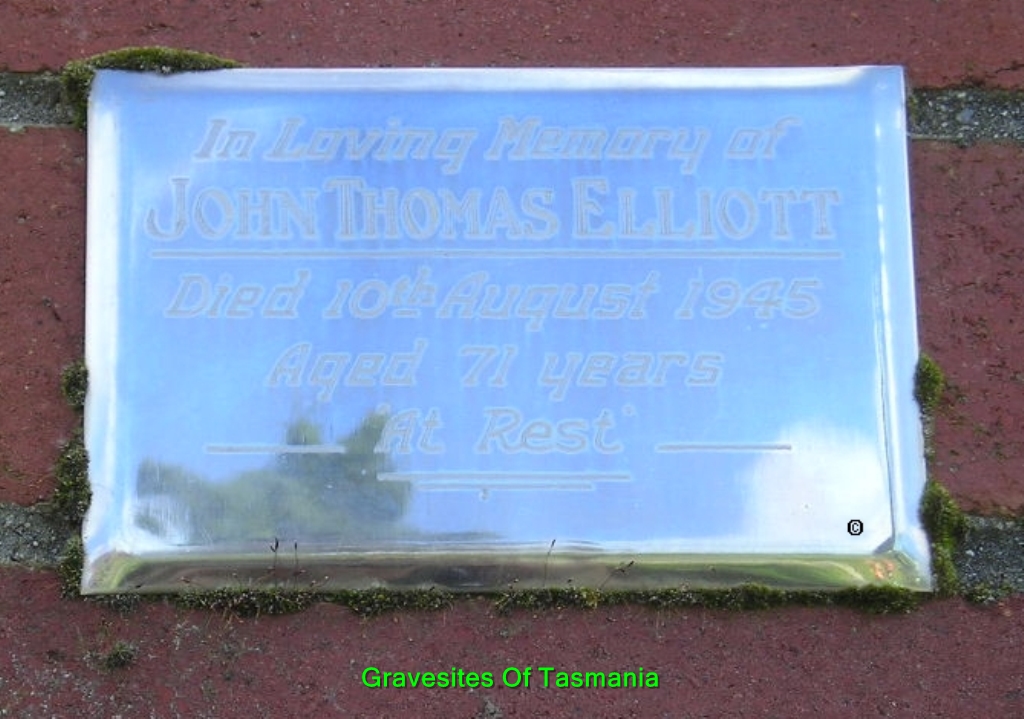 In Loving Memory of
JOHN THOMAS ELLIOTT
Died 10th August 1945
Aged 71 years
"At Rest"
©
Gravesites Of Tasmania